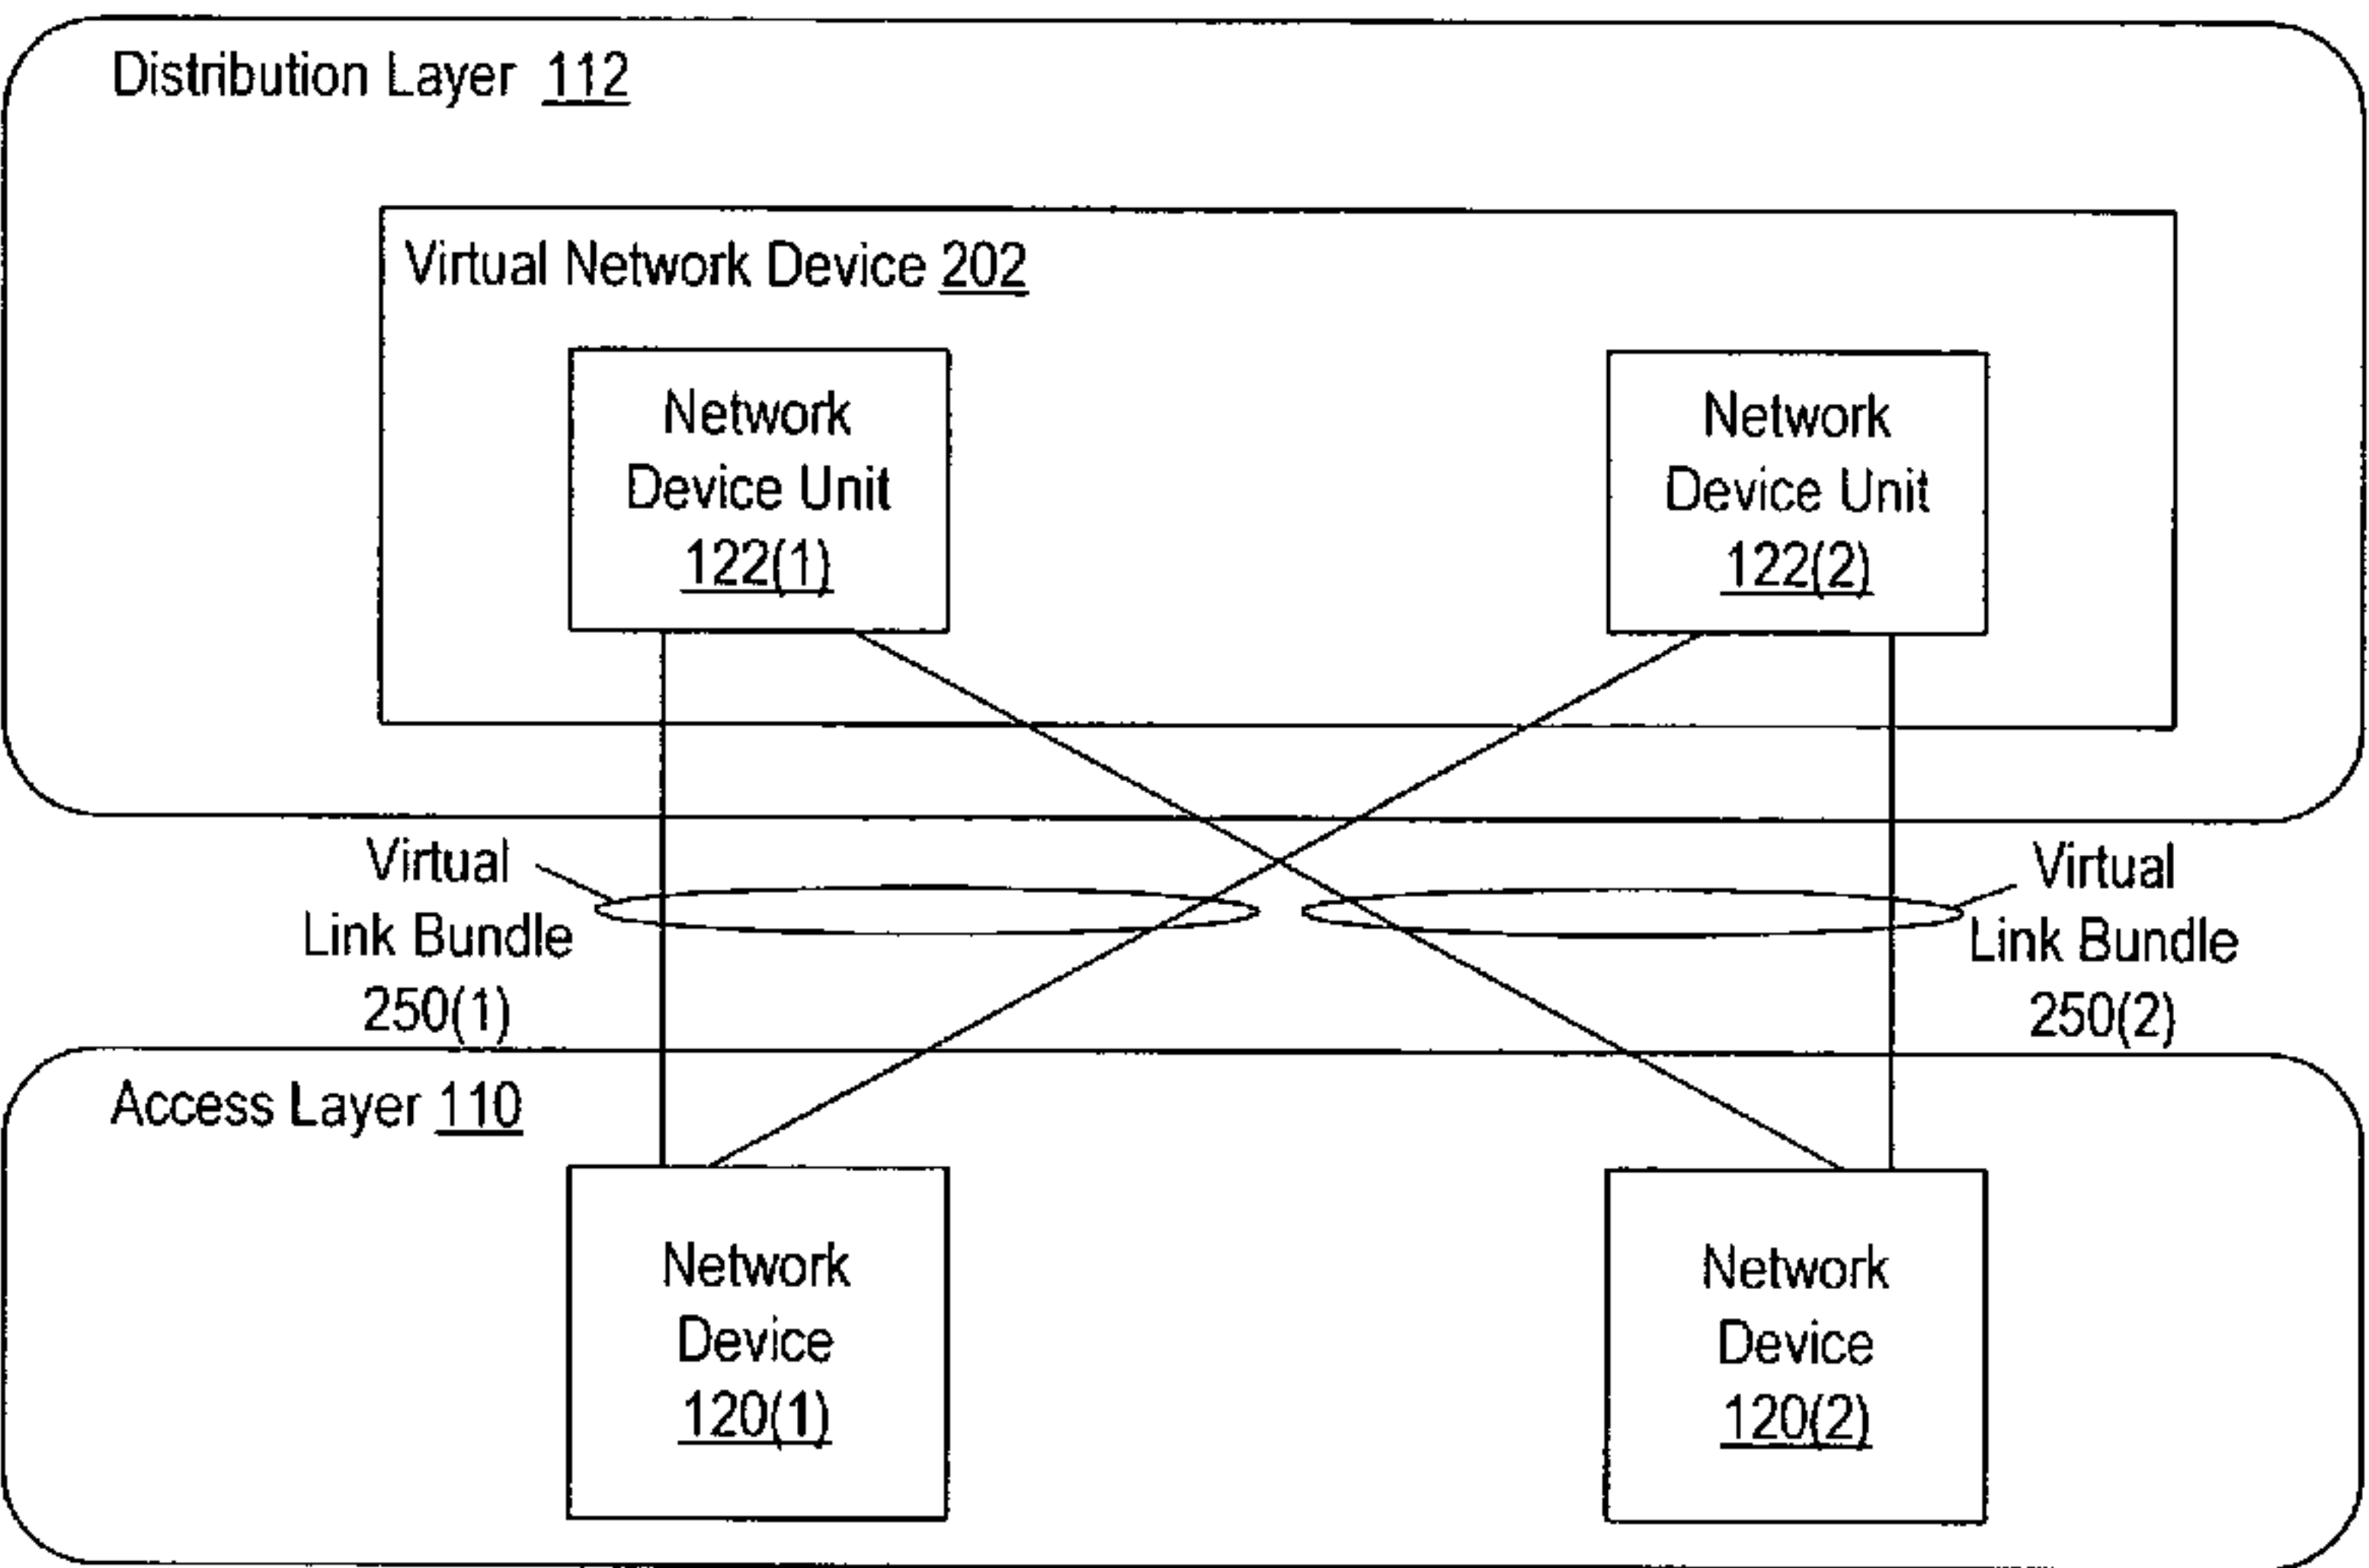 Distribution Layer 112
Virtual Network Device 202
Network
Device Unit
122(1)
Network
Device Unit
122(2)
Virtual
Link Bundle
250(1)
Virtual
Link Bundle
250(2)
Access Layer 110
Network
Device
120(1)
Network
Device
120(2)